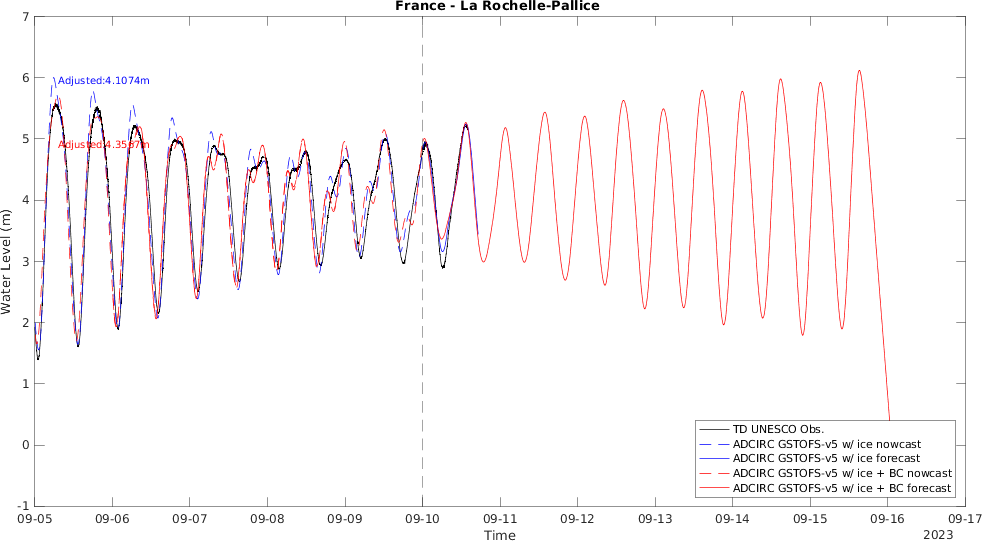 France - La Rochelle-Pallice
7
6
5
4
3
2
1
0
-1
Water Level (m)
Adjusted:4.1074m
Adjusted:4.3567m
TD UNESCO Obs.
ADCIRC GSTOFS-v5 w/ ice nowcast
ADCIRC GSTOFS-v5 w/ ice forecast
ADCIRC GSTOFS-v5 w/ ice + BC nowcast
ADCIRC GSTOFS-v5 w/ ice + BC forecast
09-05 09-06 09-07 09-08 09-09 09-10 09-11 09-12 09-13 09-14 09-15 09-16 09-17
Time
2023